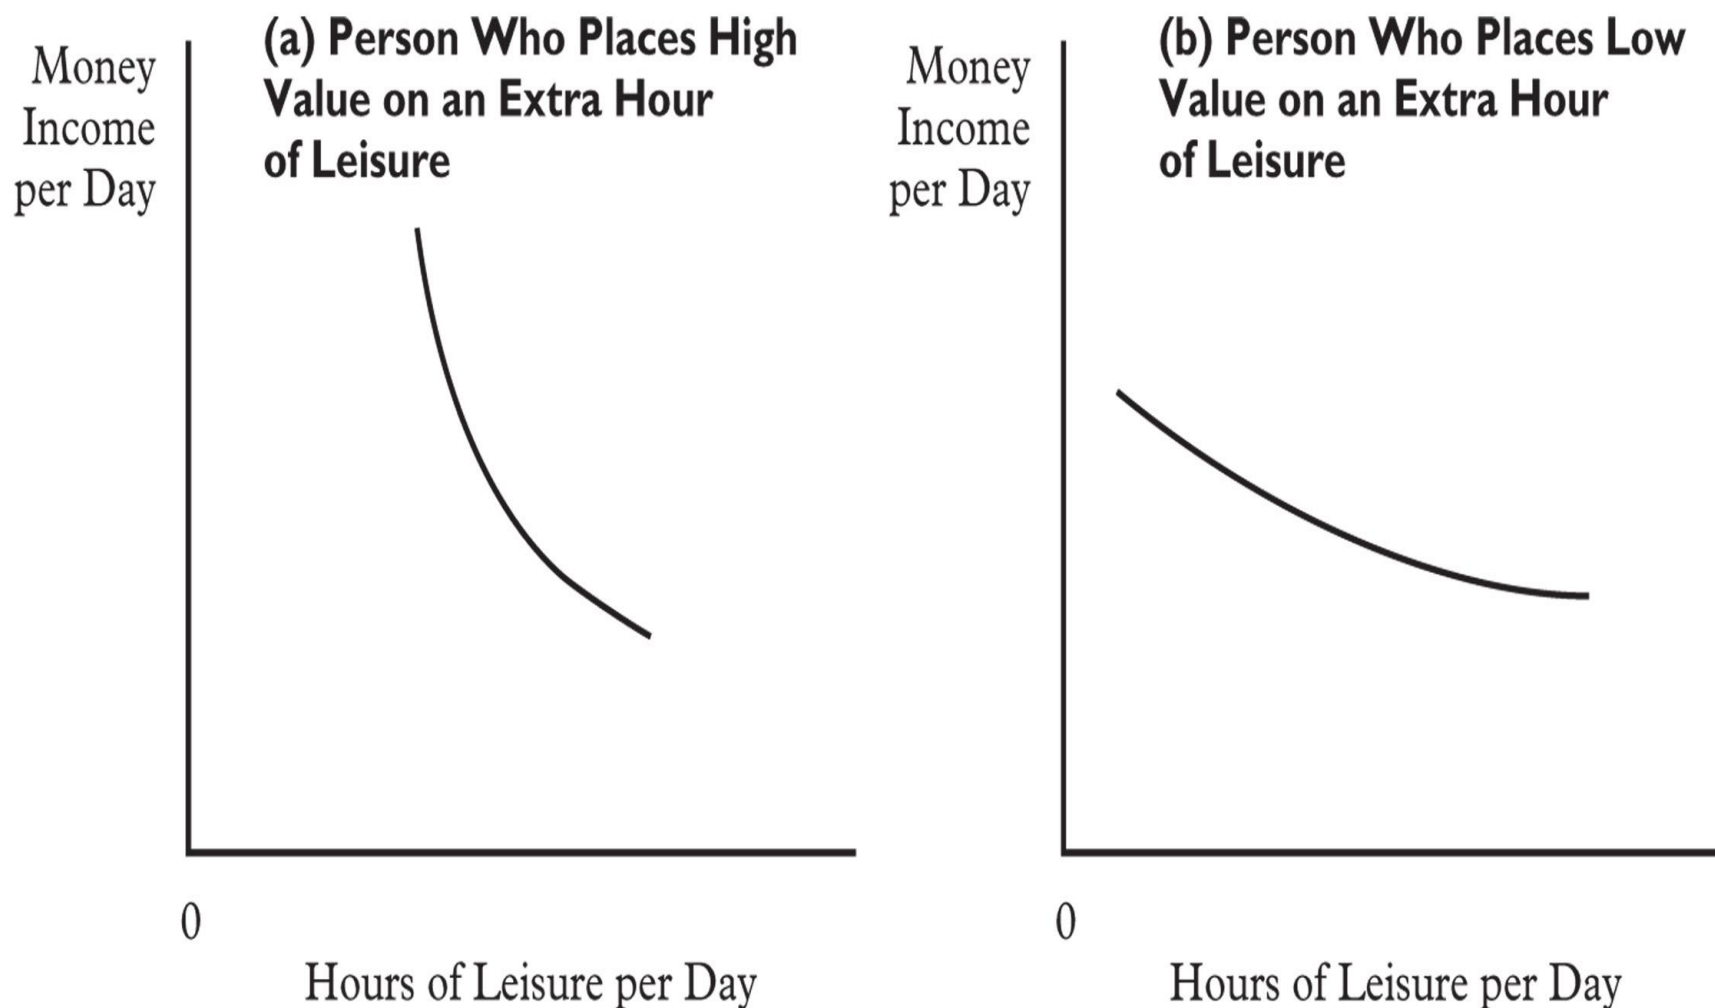 (a) Person Who Places High
Value on an Extra Hour
of Leisure
Money
Income
per Day
0
Hours of Leisure per Day
(b) Person Who Places Low
Value on an Extra Hour
of Leisure
Money
Income
per Day
0
Hours of Leisure per Day